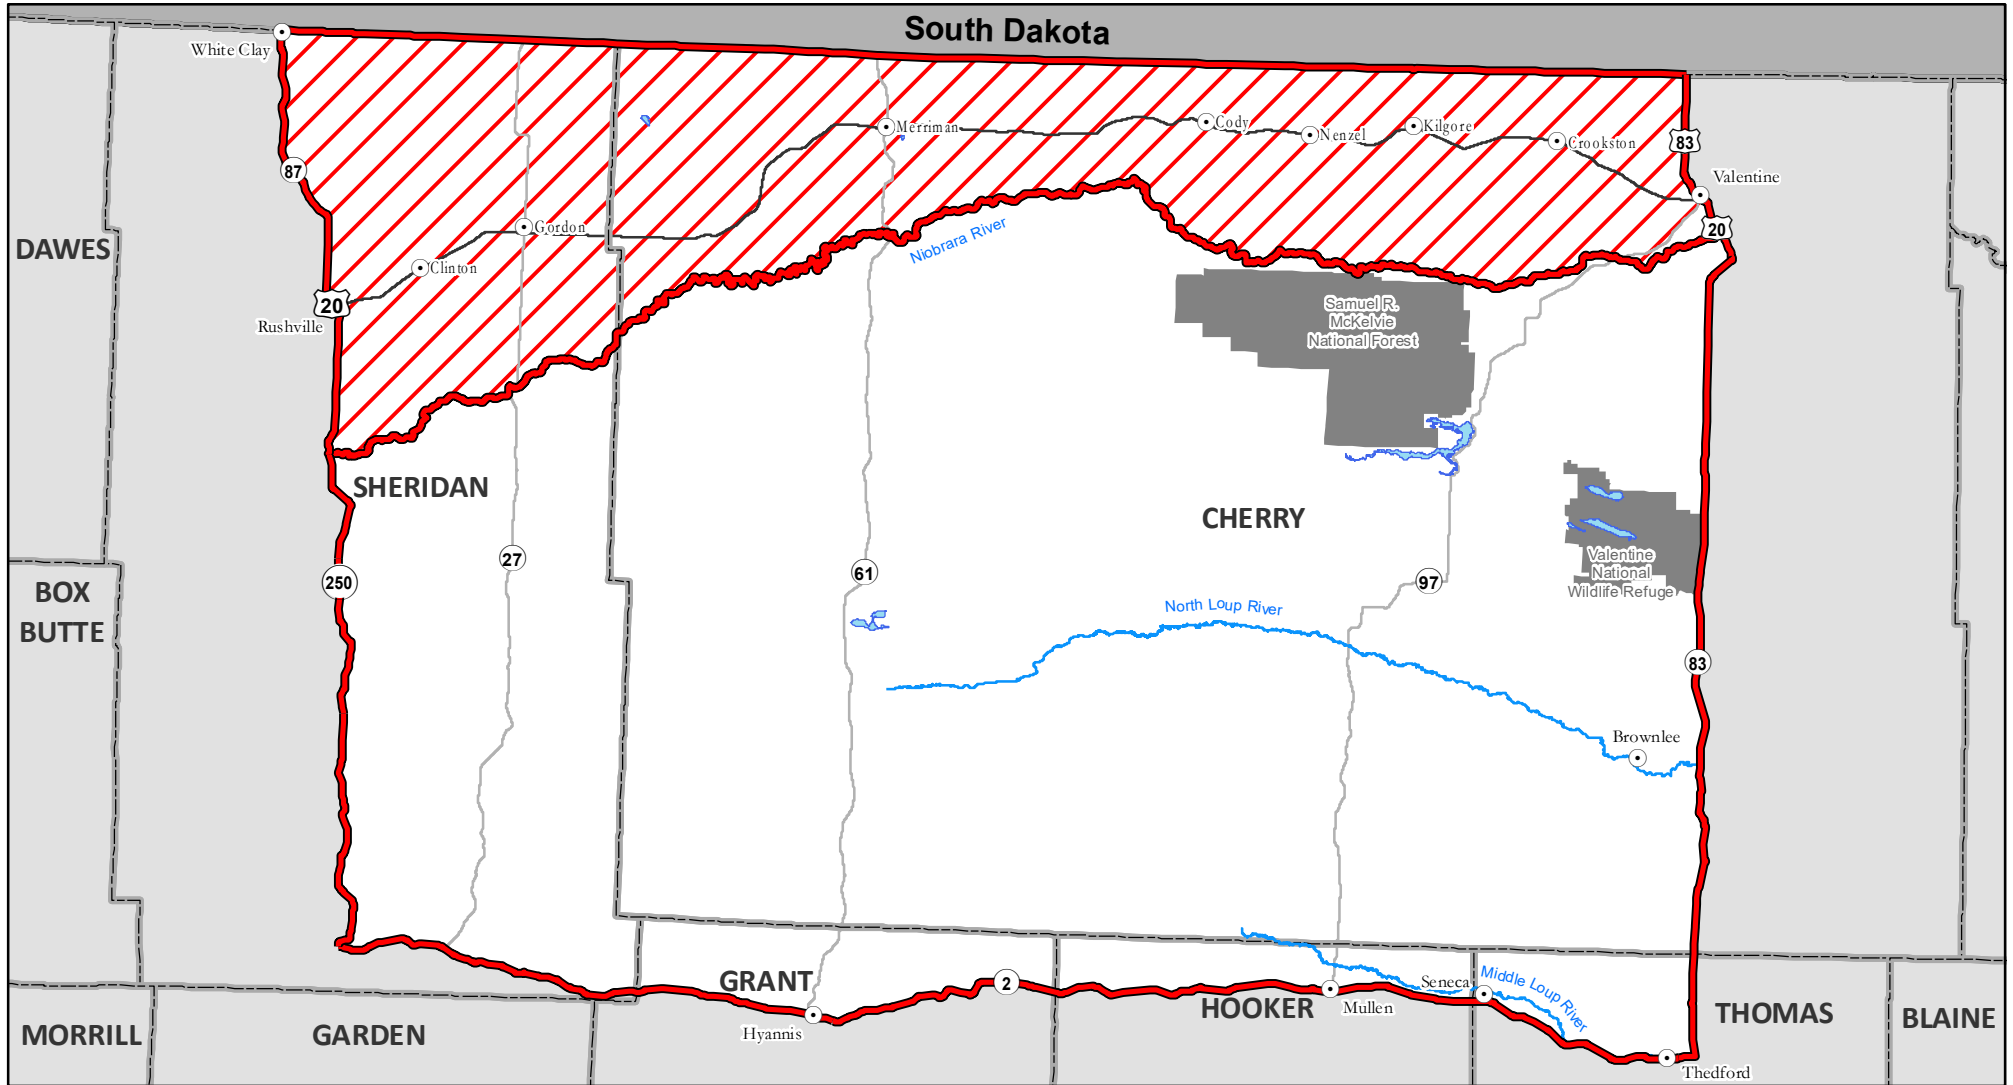 South Dakota
White Clay
Merriman
Cody
Nenzel
Kilgore
Crookston
83
87
Valentine
Gordon
20
DAWES
Niobrara River
Clinton
20
Rushville
Samuel R.
McKelvie
National Forest
SHERIDAN
CHERRY
27
61
97
250
Valentine
National
Wildlife Refuge
BOX
BUTTE
North Loup River
83
Brownlee
GRANT
2
Seneca
Middle Loup River
HOOKER
Mullen
THOMAS
BLAINE
MORRILL
GARDEN
Hyannis
Thedford